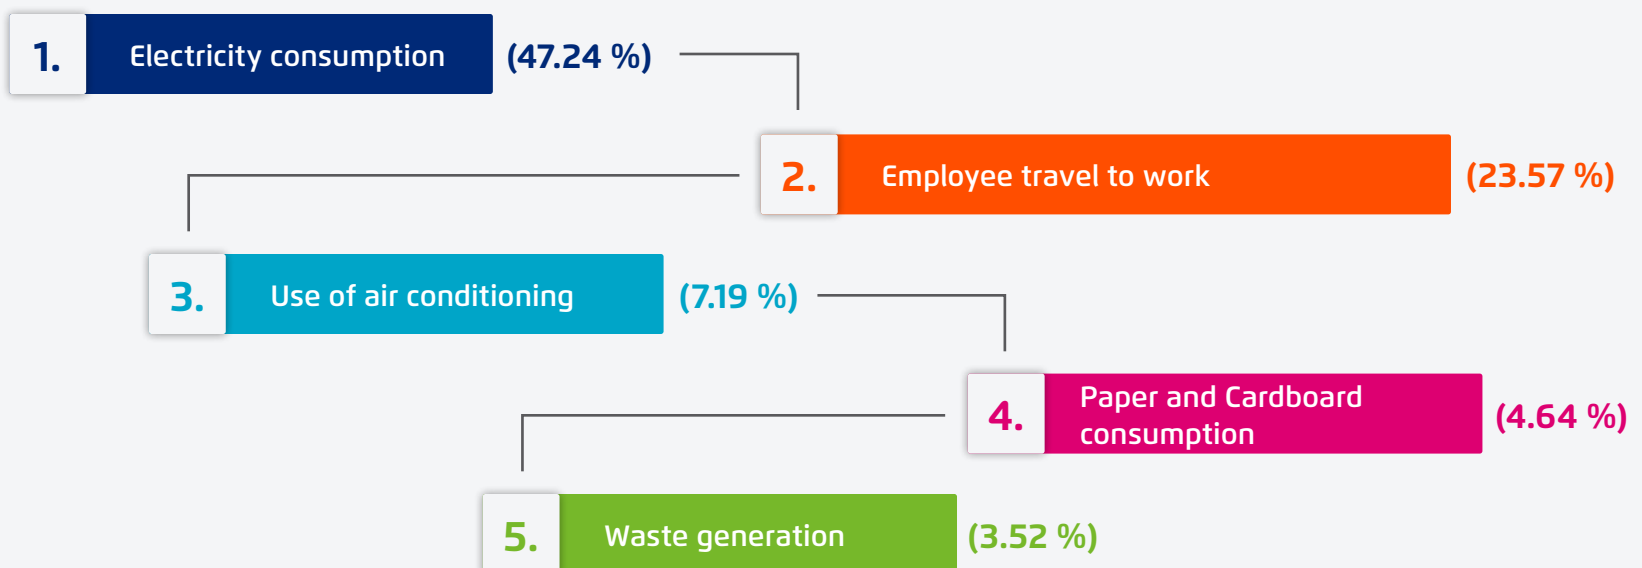 1. Electricity consumption (47.24 %)
2. Employee travel to work (23.57 %)
3. Use of air conditioning (7.19 %)
4. Paper and Cardboard
consumption (4.64 %)
5. Waste generation (3.52 %)